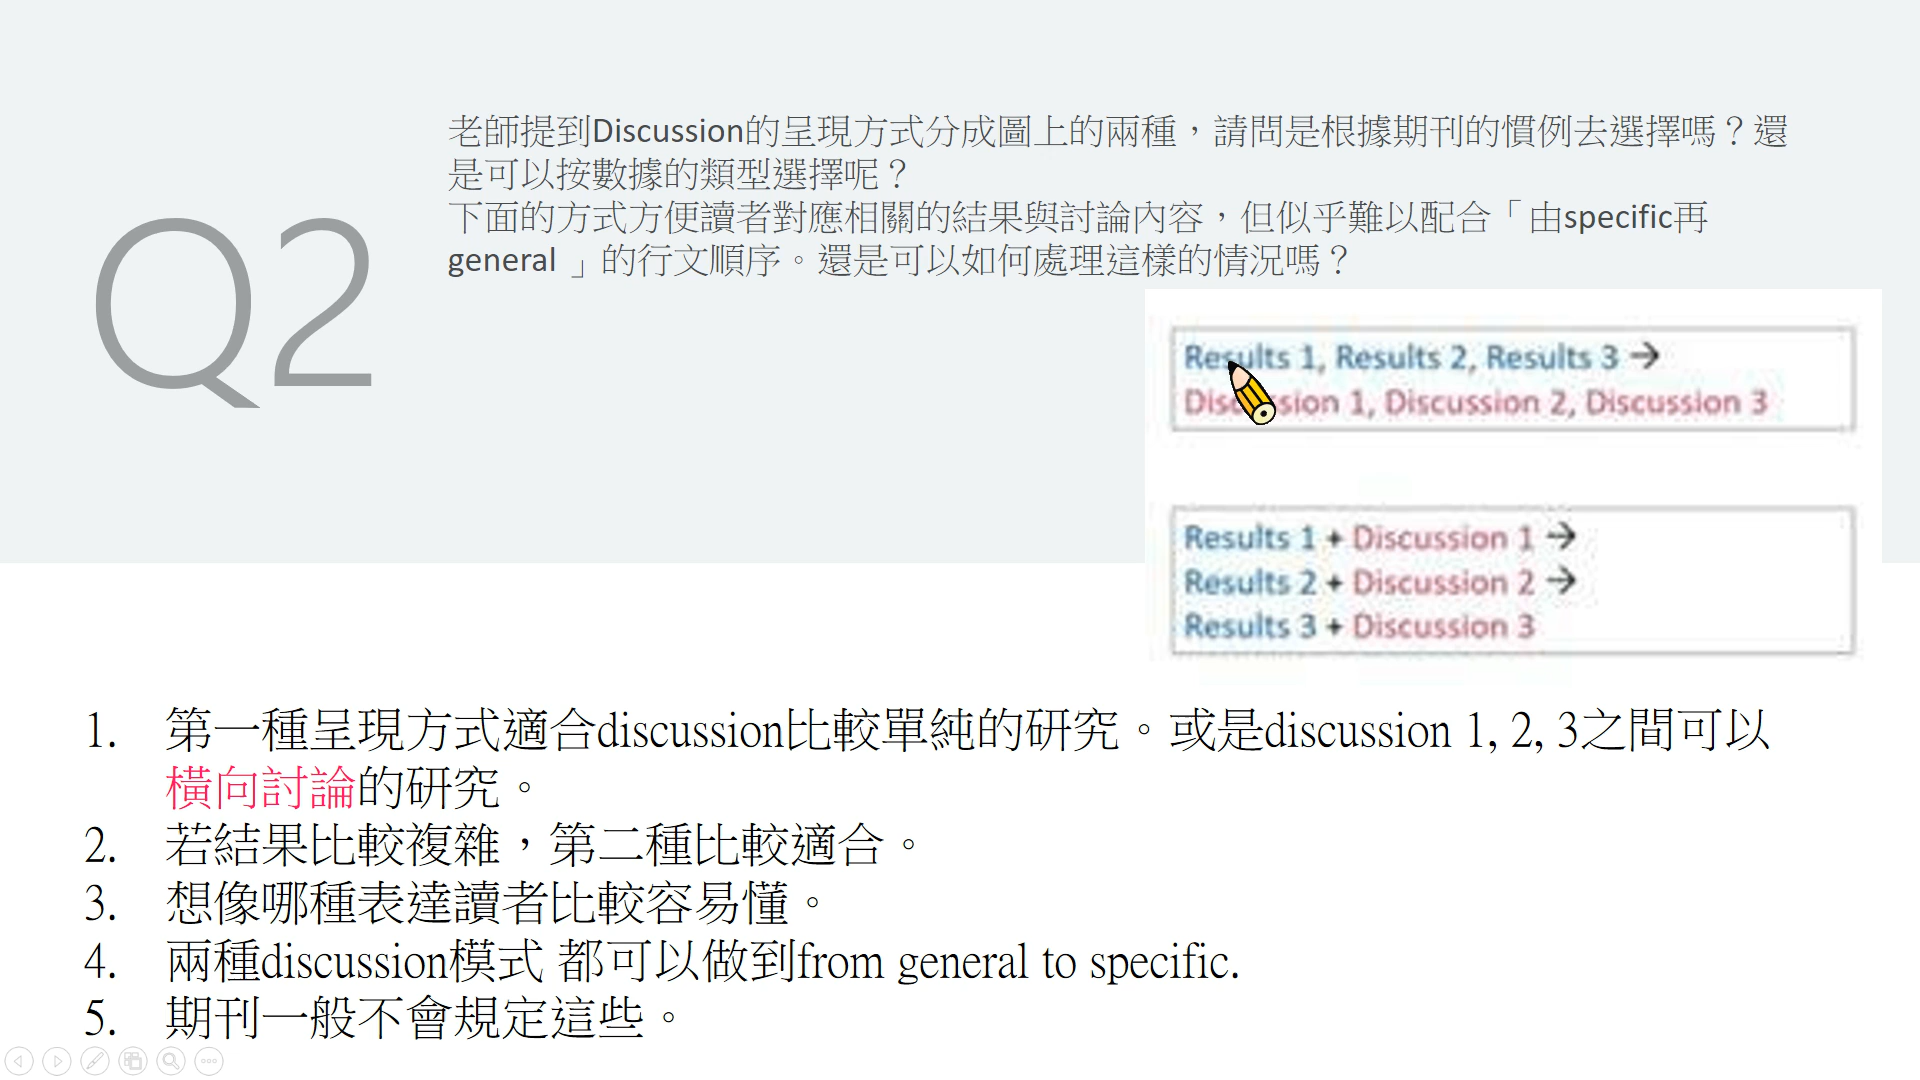 Q2
老師提到Discussion的呈現方式分成圖上的兩種，請問是根據期刊的慣例去選擇嗎？還
是可以按數據的類型選擇呢？
下面的方式方便讀者對應相關的結果與討論內容，但似乎難以配合「由specific再
general 」的行文順序。還是可以如何處理這樣的情況嗎？
Results 1, Results 2, Results 3 →
Discussion 1, Discussion 2, Discussion 3
Results 1 + Discussion 1 →
Results 2 + Discussion 2 →
Results 3 + Discussion 3
1. 第一種呈現方式適合discussion比較單純的研究。或是discussion 1, 2, 3之間可以
橫向討論的研究。
2. 若結果比較複雜，第二種比較適合。
3. 想像哪種表達讀者比較容易懂。
4. 兩種discussion模式 都可以做到from general to specific.
5. 期刊一般不會規定這些。